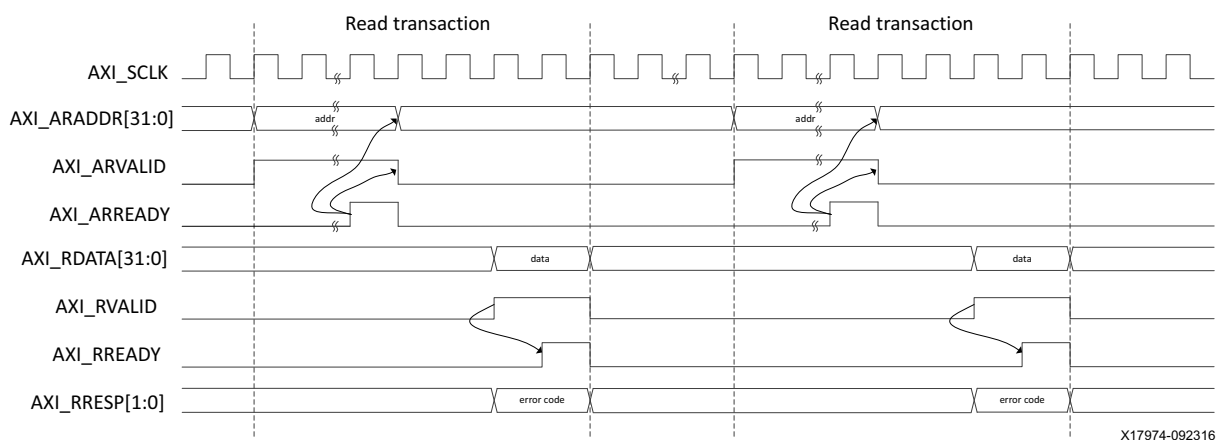 Read transaction Read transaction
AXI_SCLK
AXI_ARADDR[31:0] addr addr
AXI_ARVALID
AXI_ARREADY
AXI_RDATA[31:0] data data
AXI_RVALID
AXI_RREADY
AXI_RRESP[1:0] error code error code
X17974-092316